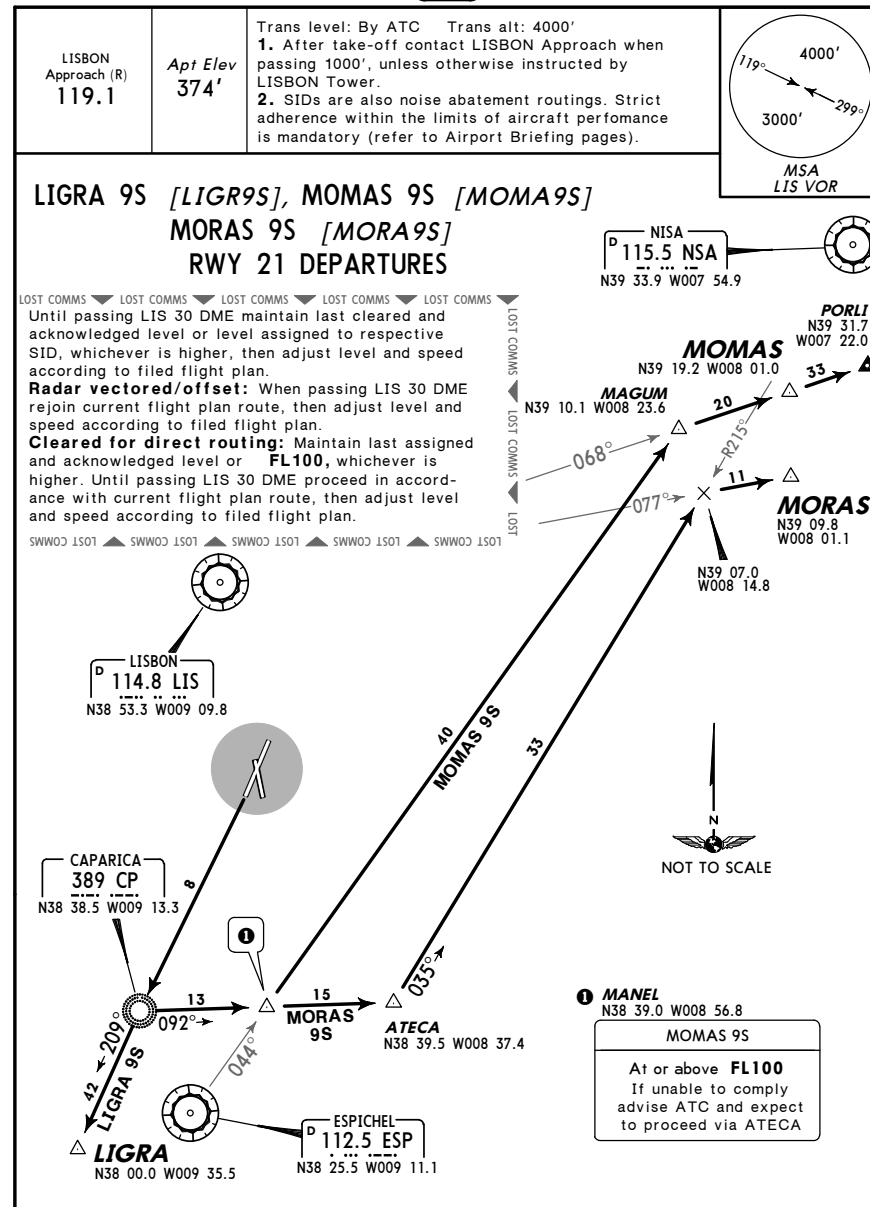 LISBON
Approach (R)
119.1
Apt Elev
374'
Trans level: By ATC Trans alt: 4000'
1. After take-off contact LISBON Approach when
passing 1000', unless otherwise instructed by
LISBON Tower.
2. SIDs are also noise abatement routings. Strict
adherence within the limits of aircraft perfomance
is mandatory (refer to Airport Briefing pages).
119°
4000'
299°
3000'
MSA
LIS VOR
LIGRA 9S [LIGR9S], MOMAS 9S [MOMA9S]
MORAS 9S [MORA9S]
RWY 21 DEPARTURES
NISA
D 115.5 NSA
N39 33.9 W007 54.9
LOST COMMS LOST COMMS LOST COMMS LOST COMMS LOST COMMS
Until passing LIS 30 DME maintain last cleared and
acknowledged level or level assigned to respective
SID, whichever is higher, then adjust level and speed
according to filed flight plan.
Radar vectored/offset: When passing LIS 30 DME
rejoin current flight plan route, then adjust level and
speed according to filed flight plan.
Cleared for direct routing: Maintain last assigned
and acknowledged level or FL100, whichever is
higher. Until passing LIS 30 DME proceed in accord-
ance with current flight plan route, then adjust level
and speed according to filed flight plan.
LOST COMMS LOST COMMS LOST COMMS LOST COMMS LOST COMMS
LOST COMMS
LOST COMMS
LOST
PORLI
N39 31.7
W007 22.0
MOMAS
N39 19.2 W008 01.0
33
MAGUM
N39 10.1 W008 23.6
20
R215°
068°
11
077°
MORAS
N39 09.8
W008 01.1
N39 07.0
W008 14.8
LISBON
D 114.8 LIS
N38 53.3 W009 09.8
40
MOMAS 9S
33
N
NOT TO SCALE
CAPARICA
389 CP
N38 38.5 W009 13.3
8
1
13
092°
15
MORAS
9S
035°
ATECA
N38 39.5 W008 37.4
209°
42
LIGRA 9S
044°
LIGRA
N38 00.0 W009 35.5
ESPICHEL
D 112.5 ESP
N38 25.5 W009 11.1
1 MANEL
N38 39.0 W008 56.8
MOMAS 9S
At or above FL100
If unable to comply
advise ATC and expect
to proceed via ATECA